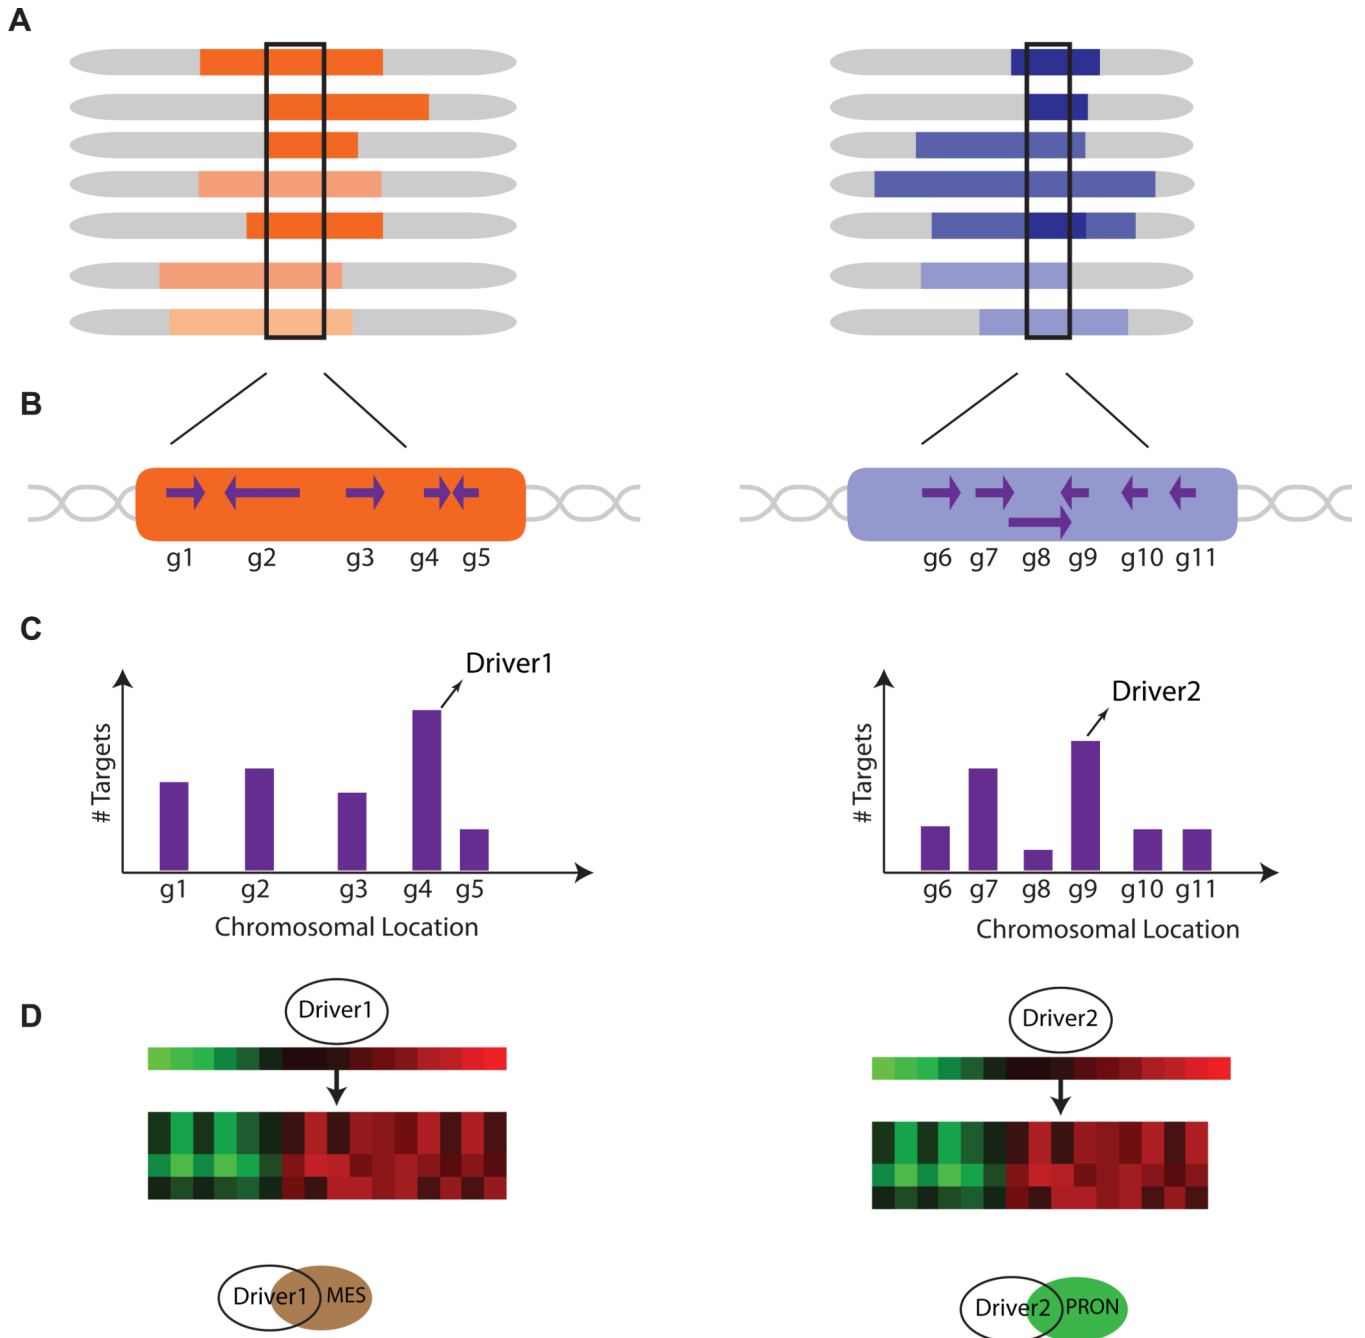 A
B
g1 g2 g3 g4 g5
g6 g7 g8 g9 g10 g11
C
Driver1
# Targets
g1 g2 g3 g4 g5
Chromosomal Location
Driver2
# Targets
g6 g7 g8 g9 g10 g11
Chromosomal Location
D
Driver1
Driver2
Driver1 MES
Driver2 PRON